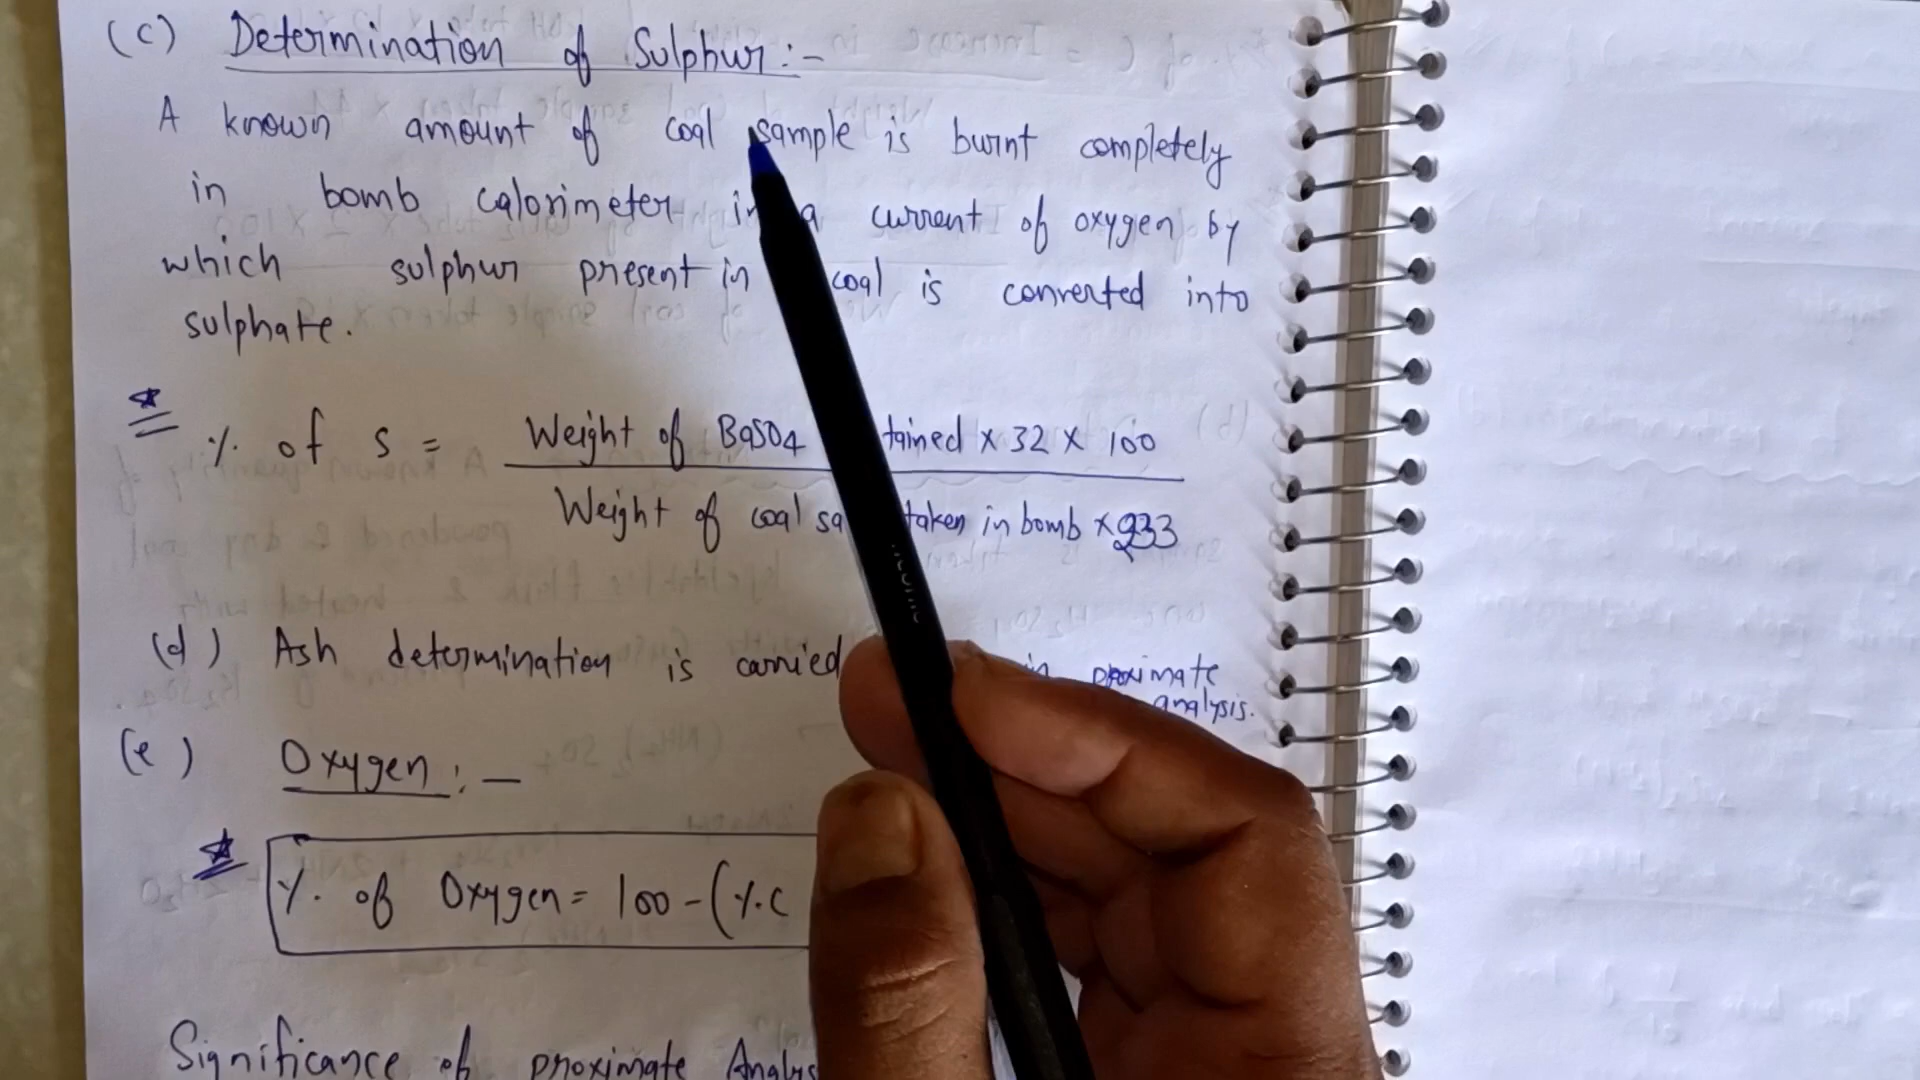 (c) Determination of Sulphur :-
A known amount of coal sample is burnt completely
in bomb calorimeter in a current of oxygen by
which sulphur present in coal is converted into
sulphate.
% of S = Weight of BaSO4 tained x 32 x 100
Weight of coal sa taken in bomb x 233
(d) Ash determination is carried in proximate
analysis.
(e) Oxygen : —
% of Oxygen = 100 - (% C
Significance of proximate Analys